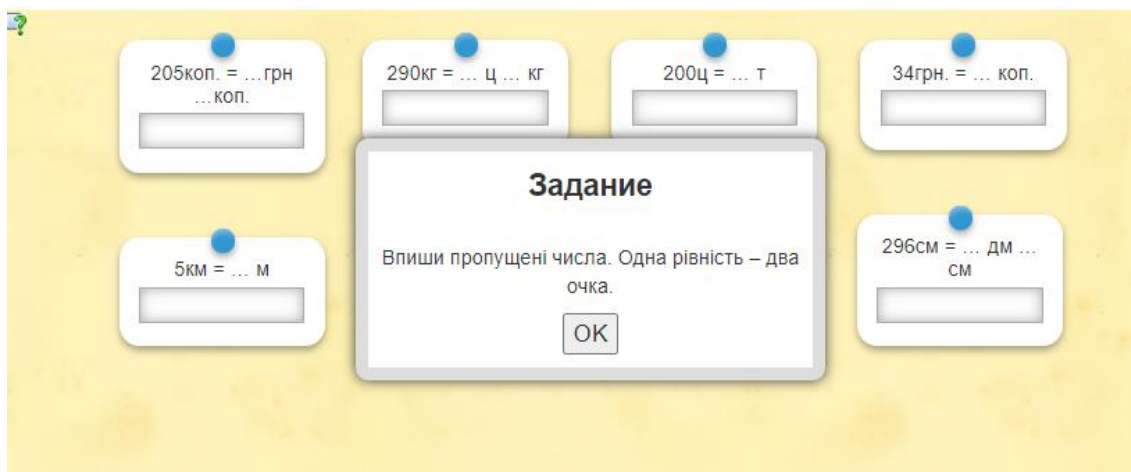 205коп. = …грн
…коп.
290кг = … ц … кг
200ц = … т
34грн. = … коп.
Задание
Впиши пропущені числа. Одна рівність – два
очка.
OK
5км = … м
296см = … дм …
см